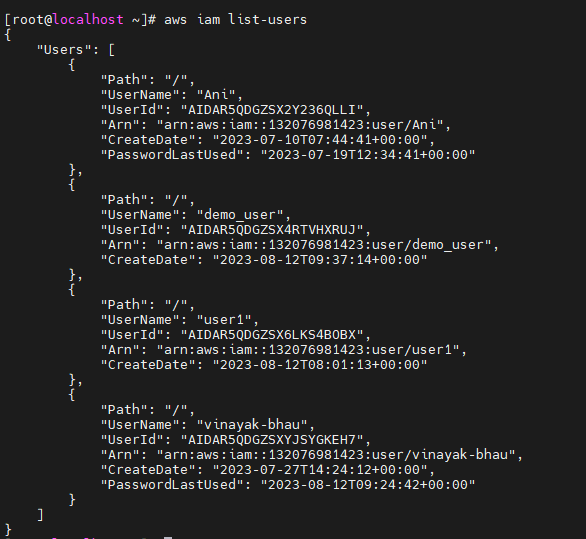 [root@localhost ~]# aws iam list-users
{
    "Users": [
        {
            "Path": "/",
            "UserName": "Ani",
            "UserId": "AIDAR5QDGZSX2Y236QLLI",
            "Arn": "arn:aws:iam::132076981423:user/Ani",
            "CreateDate": "2023-07-10T07:44:41+00:00",
            "PasswordLastUsed": "2023-07-19T12:34:41+00:00"
        },
        {
            "Path": "/",
            "UserName": "demo_user",
            "UserId": "AIDAR5QDGZSX4RTVHXRUJ",
            "Arn": "arn:aws:iam::132076981423:user/demo_user",
            "CreateDate": "2023-08-12T09:37:14+00:00"
        },
        {
            "Path": "/",
            "UserName": "user1",
            "UserId": "AIDAR5QDGZSX6LKS4BOBX",
            "Arn": "arn:aws:iam::132076981423:user/user1",
            "CreateDate": "2023-08-12T08:01:13+00:00"
        },
        {
            "Path": "/",
            "UserName": "vinayak-bhau",
            "UserId": "AIDAR5QDGZSXYJSYGKEH7",
            "Arn": "arn:aws:iam::132076981423:user/vinayak-bhau",
            "CreateDate": "2023-07-27T14:24:12+00:00",
            "PasswordLastUsed": "2023-08-12T09:24:42+00:00"
        }
    ]
}